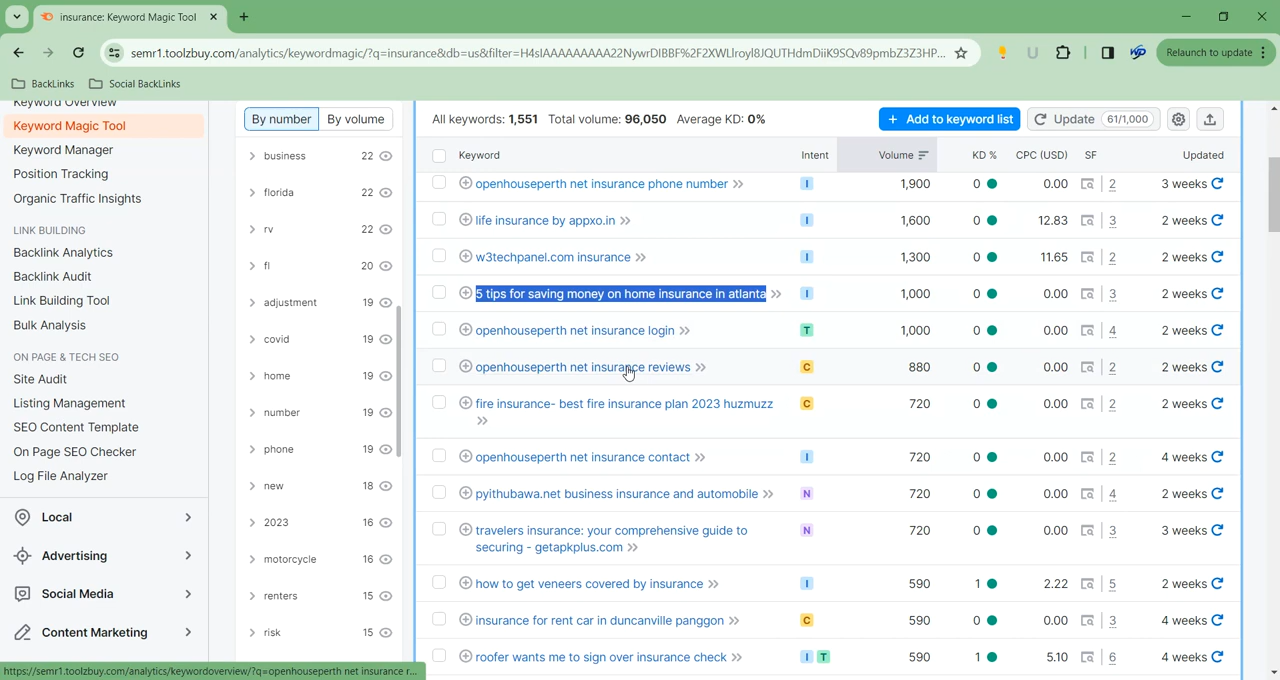 insurance: Keyword Magic Tool
semr1.toolzbuy.com/analytics/keywordmagic/?q=insurance&db=us&filter=H4sIAAAAAAAA22NywrDIBBF%2F2XWLlroyl8JQUTHdmDiiK9SQv89pmbZ3Z3HP...
Relaunch to update
BackLinks Social BackLinks
Keyword Overview
Keyword Magic Tool
Keyword Manager
Position Tracking
Organic Traffic Insights
LINK BUILDING
Backlink Analytics
Backlink Audit
Link Building Tool
Bulk Analysis
ON PAGE & TECH SEO
Site Audit
Listing Management
SEO Content Template
On Page SEO Checker
Log File Analyzer
Local
Advertising
Social Media
Content Marketing
By number By volume
business 22
florida 22
rv 22
fl 20
adjustment 19
covid 19
home 19
number 19
phone 19
new 18
2023 16
motorcycle 16
renters 15
risk 15
All keywords: 1,551 Total volume: 96,050 Average KD: 0%
+ Add to keyword list
Update 61/1,000
Keyword Intent Volume KD % CPC (USD) SF Updated
openhouseperth net insurance phone number >> I 1,900 0 0.00 2 3 weeks
life insurance by appxo.in >> I 1,600 0 12.83 3 2 weeks
w3techpanel.com insurance >> I 1,300 0 11.65 2 2 weeks
5 tips for saving money on home insurance in atlanta >> I 1,000 0 0.00 3 2 weeks
openhouseperth net insurance login >> T 1,000 0 0.00 4 2 weeks
openhouseperth net insurance reviews >> C 880 0 0.00 2 2 weeks
fire insurance- best fire insurance plan 2023 huzmuzz C 720 0 0.00 2 2 weeks
>>
openhouseperth net insurance contact >> I 720 0 0.00 2 4 weeks
pyithubawa.net business insurance and automobile >> N 720 0 0.00 4 2 weeks
travelers insurance: your comprehensive guide to N 720 0 0.00 3 3 weeks
securing - getapkplus.com >>
how to get veneers covered by insurance >> I 590 1 2.22 5 2 weeks
insurance for rent car in duncanville panggon >> C 590 0 0.00 3 4 weeks
roofer wants me to sign over insurance check >> I T 590 1 5.10 6 4 weeks
https://semr1.toolzbuy.com/analytics/keywordoverview/?q=openhouseperth net insurance r...